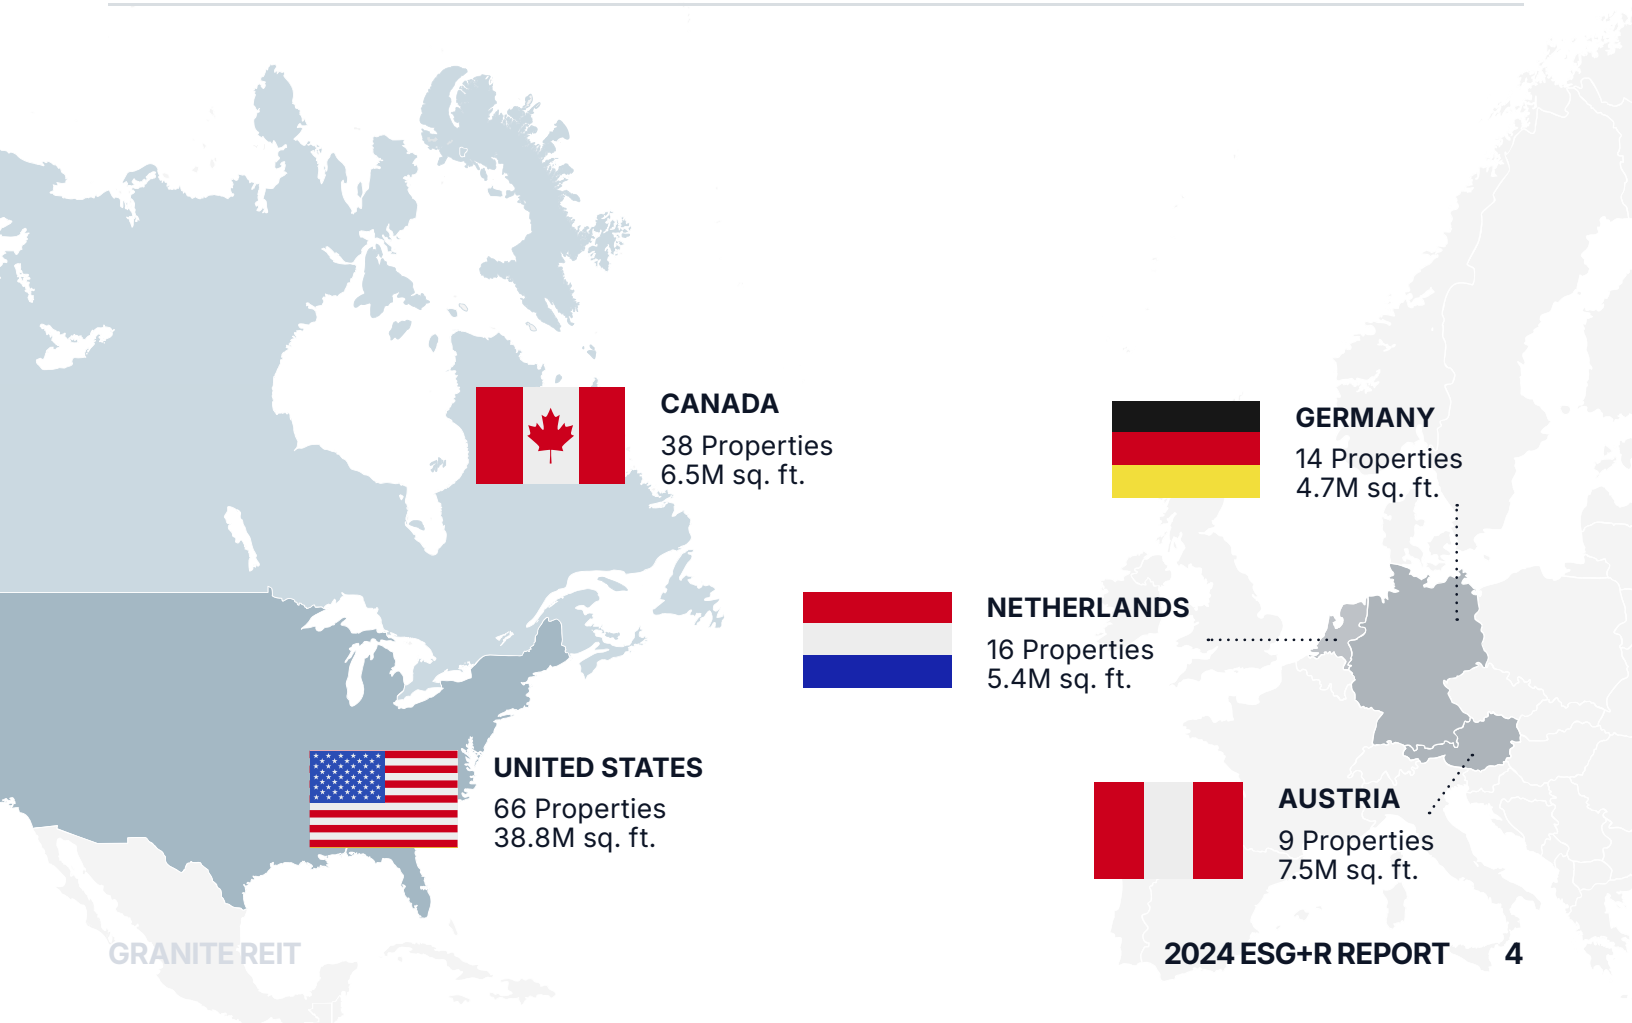 CANADA
38 Properties
6.5M sq. ft.
GERMANY
14 Properties
4.7M sq. ft.
NETHERLANDS
16 Properties
5.4M sq. ft.
UNITED STATES
66 Properties
38.8M sq. ft.
AUSTRIA
9 Properties
7.5M sq. ft.
GRANITE REIT
2024 ESG+R REPORT 4